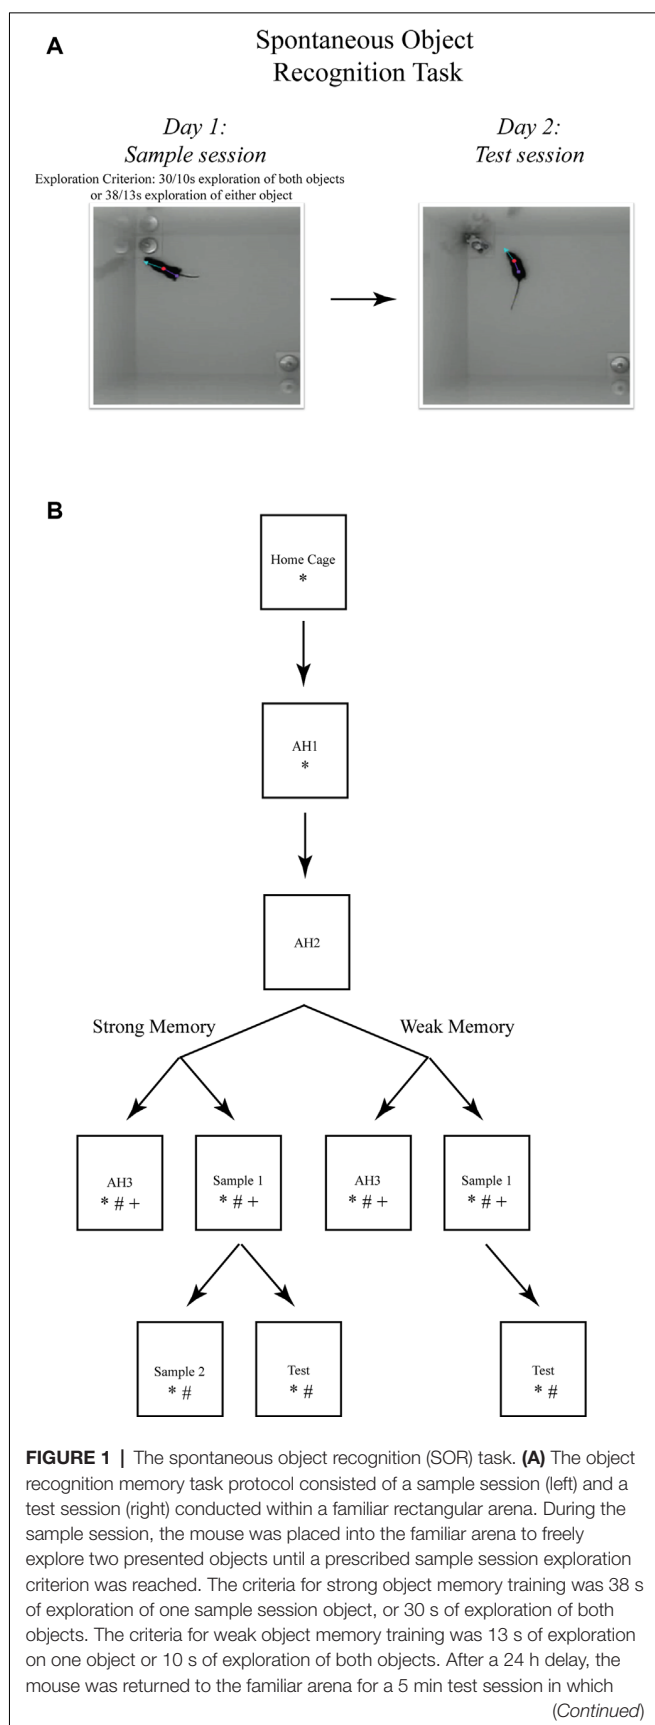 A
Spontaneous Object
Recognition Task
Day 1:
Sample session
Exploration Criterion: 30/10s exploration of both objects
or 38/13s exploration of either object
Day 2:
Test session
B
Home Cage
*
AH1
*
AH2
Strong Memory
Weak Memory
AH3
* # +
Sample 1
* # +
AH3
* # +
Sample 1
* # +
Sample 2
* #
Test
* #
Test
* #
FIGURE 1 | The spontaneous object recognition (SOR) task. (A) The object
recognition memory task protocol consisted of a sample session (left) and a
test session (right) conducted within a familiar rectangular arena. During the
sample session, the mouse was placed into the familiar arena to freely
explore two presented objects until a prescribed sample session exploration
criterion was reached. The criteria for strong object memory training was 38 s
of exploration of one sample session object, or 30 s of exploration of both
objects. The criteria for weak object memory training was 13 s of exploration
on one object or 10 s of exploration of both objects. After a 24 h delay, the
mouse was returned to the familiar arena for a 5 min test session in which
(Continued)